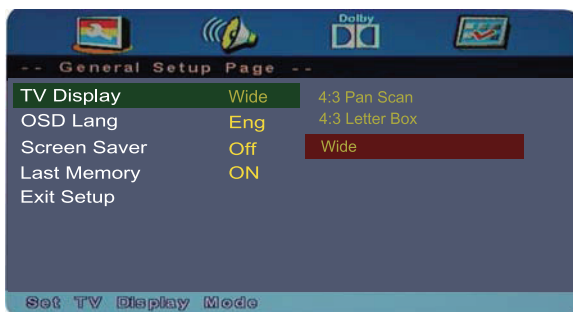 Dolby
-- General Setup Page --
TV Display Wide 4:3 Pan Scan
OSD Lang Eng 4:3 Letter Box
Screen Saver Off Wide
Last Memory ON
Exit Setup
Set TV Display Mode